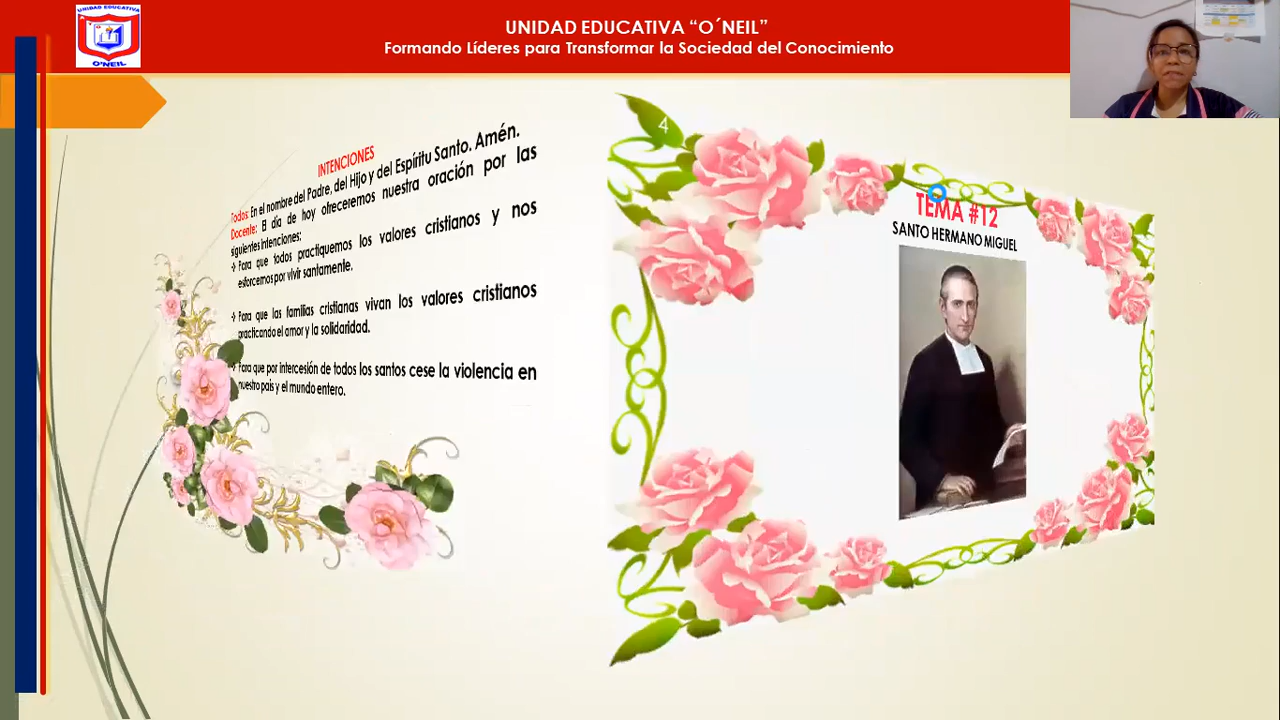 UNIDAD EDUCATIVA “O´NEIL”
Formando Líderes para Transformar la Sociedad del Conocimiento
O'NEIL
INTENCIONES
Todos: En el nombre del Padre, del Hijo y del Espíritu Santo. Amén.
Docente: El día de hoy ofreceremos nuestra oración por las
siguientes intenciones:
Para que todos practiquemos los valores cristianos y nos
esforcemos por vivir santamente.
Para que las familias cristianas vivan los valores cristianos
practicando el amor y la solidaridad.
Para que por intercesión de todos los santos cese la violencia en
nuestro país y el mundo entero.
4
TEMA #12
SANTO HERMANO MIGUEL